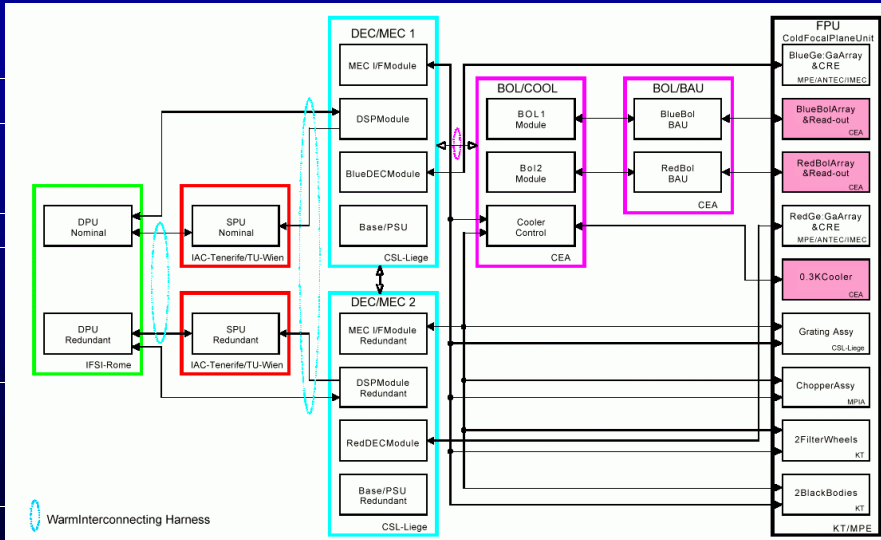 DEC/MEC 1
MEC I/FModule
DSPModule
BlueDECModule
Base/PSU
CSL-Liege
BOL/COOL
BOL1
Module
Bol2
Module
Cooler
Control
CEA
BOL/BAU
BlueBol
BAU
RedBol
BAU
CEA
FPU
ColdFocalPlaneUnit
BlueGe:GaArray
&CRE
MPE/ANTEC/IMEC
BlueBolArray
&Read-out
CEA
RedBolArray
&Read-out
CEA
RedGe:GaArray
&CRE
MPE/ANTEC/IMEC
0.3KCooler
CEA
Grating Assy
CSL-Liege
ChopperAssy
MPIA
2FilterWheels
KT
2BlackBodies
KT
KT/MPE
DPU
Nominal
DPU
Redundant
IFSI-Rome
SPU
Nominal
IAC-Tenerife/TU-Wien
SPU
Redundant
IAC-Tenerife/TU-Wien
DEC/MEC 2
MEC I/FModule
Redundant
DSPModule
Redundant
RedDECModule
Base/PSU
Redundant
CSL-Liege
WarmInterconnecting Harness